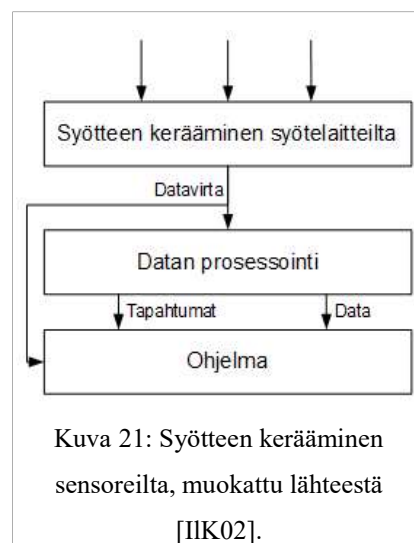 Syötteen kerääminen syötelaitteilta
Datavirta
Datan prosessointi
Tapahtumat
Data
Ohjelma
Kuva 21: Syötteen kerääminen
sensoreilta, muokattu lähteestä
[IlK02].